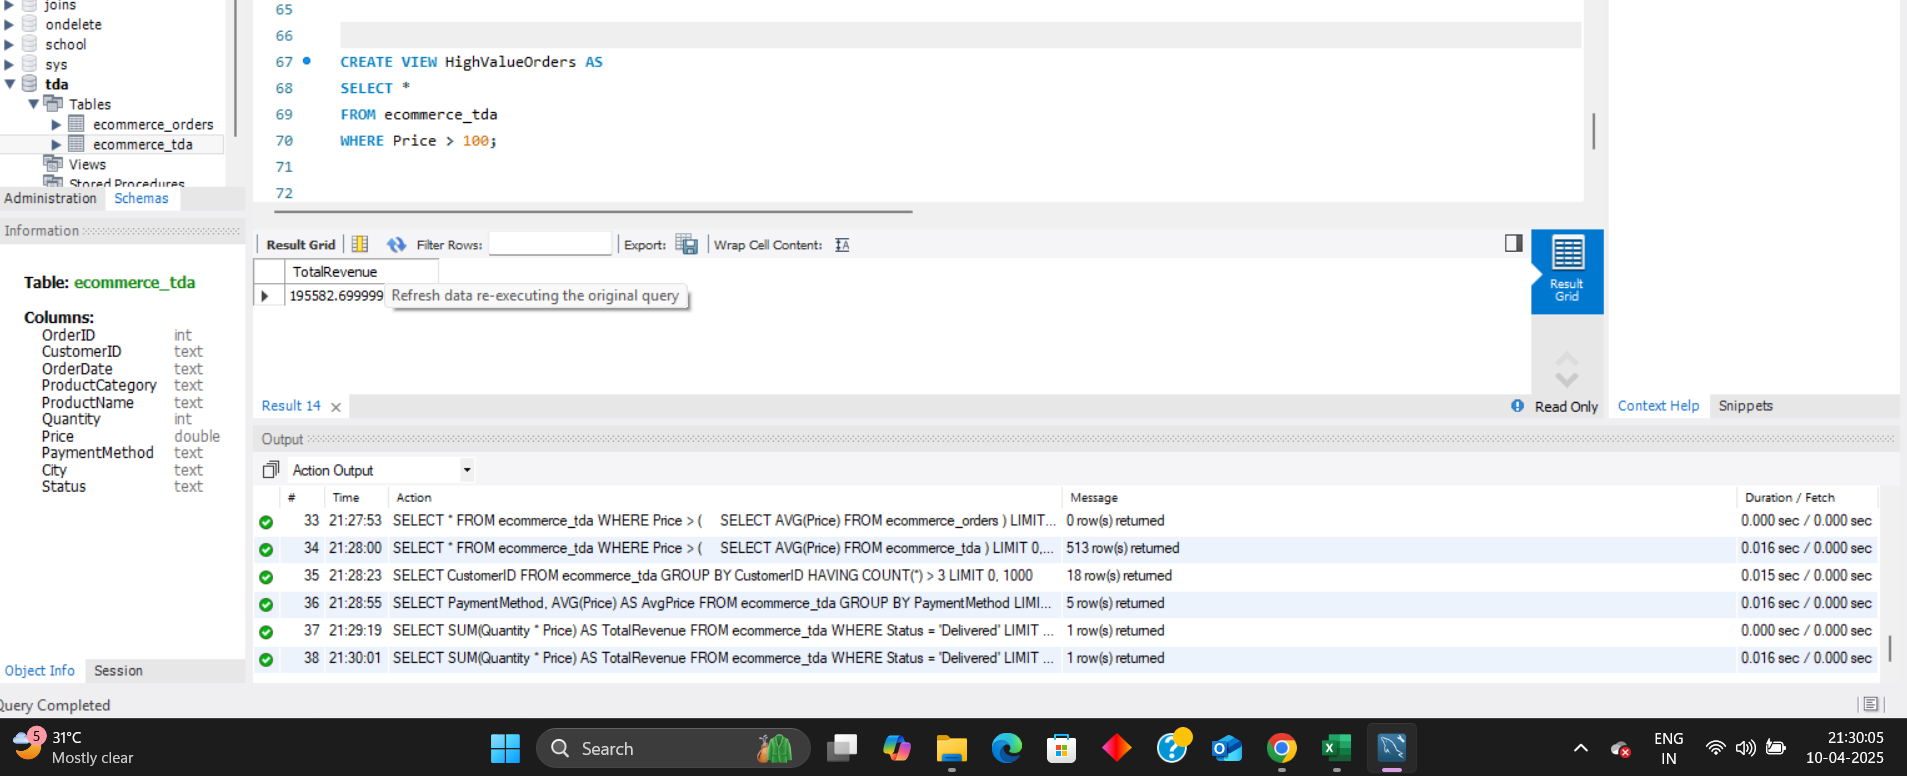 joins
ondelete
school
sys
tda
Tables
ecommerce_orders
ecommerce_tda
Views
Stored Procedures
Administration Schemas
Information
Table: ecommerce_tda
Columns:
OrderID int
CustomerID text
OrderDate text
ProductCategory text
ProductName text
Quantity int
Price double
PaymentMethod text
City text
Status text
Object Info Session
65
66
67 CREATE VIEW HighValueOrders AS
68 SELECT *
69 FROM ecommerce_tda
70 WHERE Price > 100;
71
72
Result Grid Filter Rows: Export: Wrap Cell Content:
TotalRevenue
195582.699999
Refresh data re-executing the original query
Result
Grid
Result 14 Read Only
Context Help Snippets
Output
Action Output
# Time Action Message Duration / Fetch
33 21:27:53 SELECT * FROM ecommerce_tda WHERE Price > ( SELECT AVG(Price) FROM ecommerce_orders ) LIMIT... 0 row(s) returned 0.000 sec / 0.000 sec
34 21:28:00 SELECT * FROM ecommerce_tda WHERE Price > ( SELECT AVG(Price) FROM ecommerce_tda ) LIMIT 0,... 513 row(s) returned 0.016 sec / 0.000 sec
35 21:28:23 SELECT CustomerID FROM ecommerce_tda GROUP BY CustomerID HAVING COUNT(*) > 3 LIMIT 0, 1000 18 row(s) returned 0.015 sec / 0.000 sec
36 21:28:55 SELECT PaymentMethod, AVG(Price) AS AvgPrice FROM ecommerce_tda GROUP BY PaymentMethod LIMI... 5 row(s) returned 0.016 sec / 0.000 sec
37 21:29:19 SELECT SUM(Quantity * Price) AS TotalRevenue FROM ecommerce_tda WHERE Status = 'Delivered' LIMIT ... 1 row(s) returned 0.000 sec / 0.000 sec
38 21:30:01 SELECT SUM(Quantity * Price) AS TotalRevenue FROM ecommerce_tda WHERE Status = 'Delivered' LIMIT ... 1 row(s) returned 0.016 sec / 0.000 sec
Query Completed
5
31°C
Mostly clear
Search
ENG
IN
21:30:05
10-04-2025